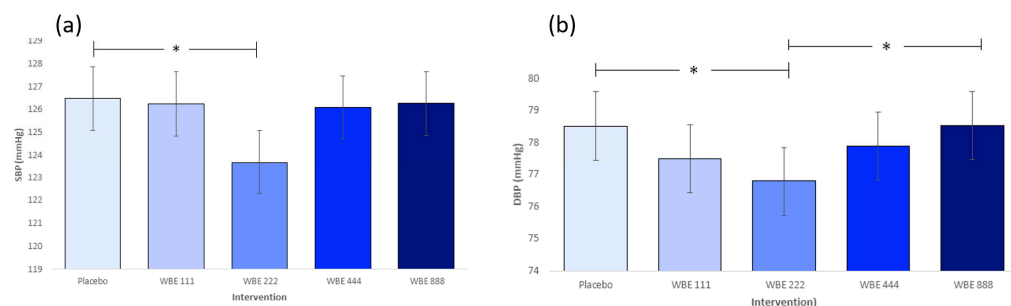 (a)
*
129
128
127
126
125
124
123
122
121
120
119
SBP (mmHg)
Placebo WBE 111 WBE 222 WBE 444 WBE 888
Intervention
(b)
*
*
80
79
78
77
76
75
74
DBP (mmHg)
Placebo WBE 111 WBE 222 WBE 444 WBE 888
Intervention)